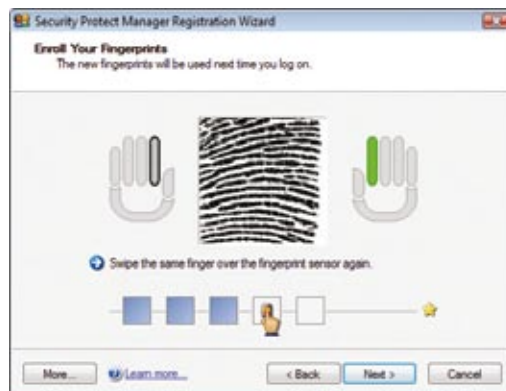 Security Protect Manager Registration Wizard
Enroll Your Fingerprints
The new fingerprints will be used next time you log on.
Swipe the same finger over the fingerprint sensor again.
More... Learn more... < Back Next > Cancel